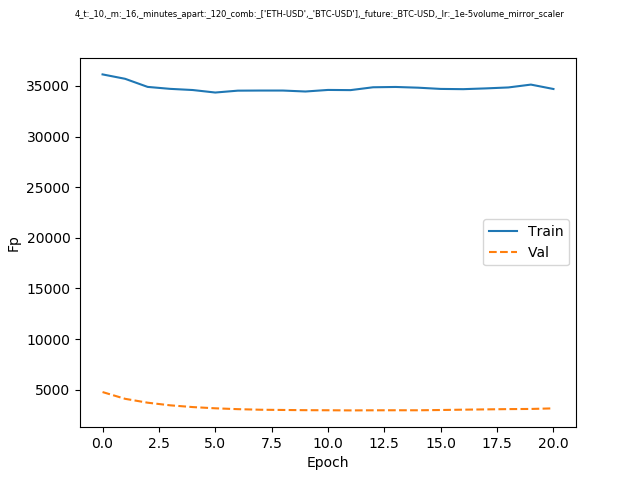 4_t:_10,_m:_16,_minutes_apart:_120_comb:_['ETH-USD',_'BTC-USD'],_future:_BTC-USD,_lr:_1e-5volume_mirror_scaler
35000
30000
25000
20000
15000
10000
5000
Fp
Train
Val
0.0 2.5 5.0 7.5 10.0 12.5 15.0 17.5 20.0
Epoch